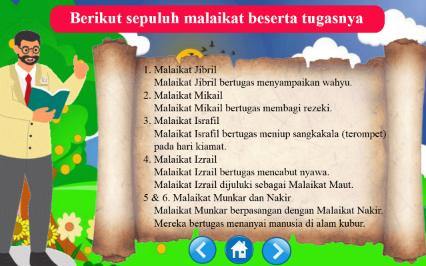 Berikut sepuluh malaikat beserta tugasnya
1. Malaikat Jibril
Malaikat Jibril bertugas menyampaikan wahyu.
2. Malaikat Mikail
Malaikat Mikail bertugas membagi rezeki.
3. Malaikat Israfil
Malaikat Israfil bertugas meniup sangkakala (terompet)
pada hari kiamat.
4. Malaikat Izrail
Malaikat Izrail bertugas mencabut nyawa.
Malaikat Izrail dijuluki sebagai Malaikat Maut.
5 & 6. Malaikat Munkar dan Nakir
Malaikat Munkar berpasangan dengan Malaikat Nakir.
Mereka bertugas menanyai manusia di alam kubur.